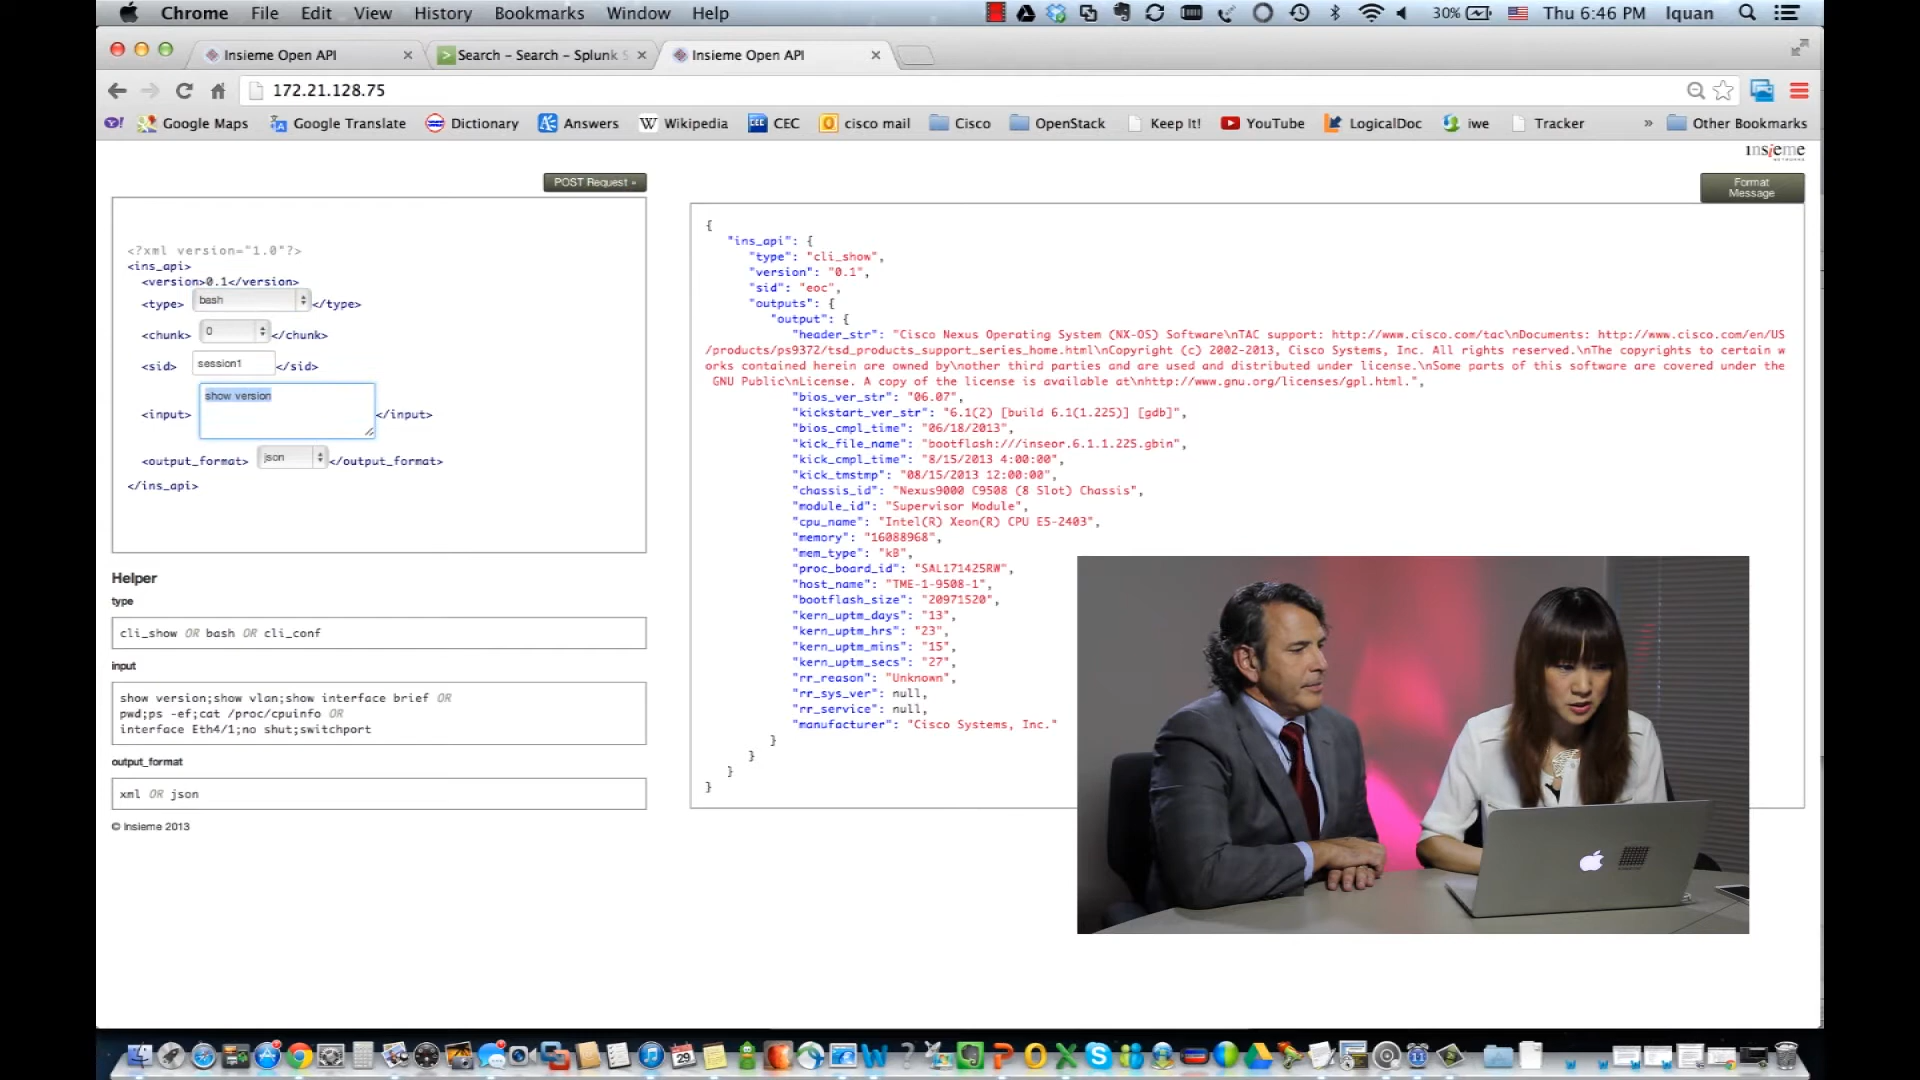 Chrome File Edit View History Bookmarks Window Help 30% Thu 6:46 PM Iquan
Insieme Open API Search – Search – Splunk Insieme Open API
172.21.128.75
Google Maps Google Translate Dictionary Answers Wikipedia CEC cisco mail Cisco OpenStack Keep It! YouTube LogicalDoc iwe Tracker » Other Bookmarks
insieme
POST Request »
Format
Message
<?xml version="1.0"?>
<ins_api>
<version>0.1</version>
<type> bash </type>
<chunk> 0 </chunk>
<sid> session1 </sid>
<input> show version </input>
<output_format> json </output_format>
</ins_api>
Helper
type
cli_show OR bash OR cli_conf
input
show version;show vlan;show interface brief OR
pwd;ps -ef;cat /proc/cpuinfo OR
interface Eth4/1;no shut;switchport
output_format
xml OR json
© Insieme 2013
{
"ins_api": {
"type": "cli_show",
"version": "0.1",
"sid": "eoc",
"outputs": {
"output": {
"header_str": "Cisco Nexus Operating System (NX-OS) Software\nTAC support: http://www.cisco.com/tac\nDocuments: http://www.cisco.com/en/US
/products/ps9372/tsd_products_support_series_home.html\nCopyright (c) 2002-2013, Cisco Systems, Inc. All rights reserved.\nThe copyrights to certain w
orks contained herein are owned by\nother third parties and are used and distributed under license.\nSome parts of this software are covered under the
GNU Public\nLicense. A copy of the license is available at\nhttp://www.gnu.org/licenses/gpl.html.",
"bios_ver_str": "06.07",
"kickstart_ver_str": "6.1(2) [build 6.1(1.225)] [gdb]",
"bios_cmpl_time": "06/18/2013",
"kick_file_name": "bootflash:///inseor.6.1.1.225.gbin",
"kick_cmpl_time": "8/15/2013 4:00:00",
"kick_tmstmp": "08/15/2013 12:00:00",
"chassis_id": "Nexus9000 C9508 (8 Slot) Chassis",
"module_id": "Supervisor Module",
"cpu_name": "Intel(R) Xeon(R) CPU E5-2403",
"memory": "16088968",
"mem_type": "kB",
"proc_board_id": "SAL171425RW",
"host_name": "TME-1-9508-1",
"bootflash_size": "20971520",
"kern_uptm_days": "13",
"kern_uptm_hrs": "23",
"kern_uptm_mins": "15",
"kern_uptm_secs": "27",
"rr_reason": "Unknown",
"rr_sys_ver": null,
"rr_service": null,
"manufacturer": "Cisco Systems, Inc."
}
}
}
}